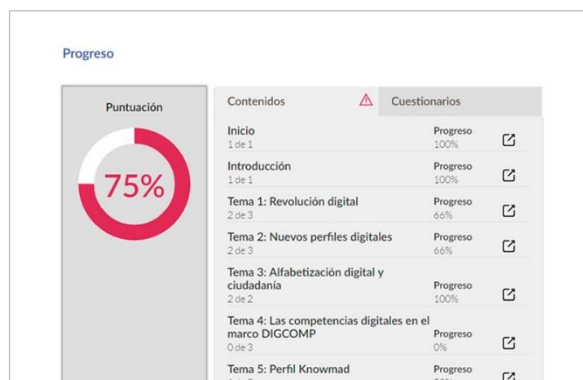 Progreso
Puntuación
75%
Contenidos
Cuestionarios
Inicio
1 de 1
Progreso
100%
Introducción
1 de 1
Progreso
100%
Tema 1: Revolución digital
2 de 3
Progreso
66%
Tema 2: Nuevos perfiles digitales
2 de 3
Progreso
66%
Tema 3: Alfabetización digital y
ciudadanía
2 de 2
Progreso
100%
Tema 4: Las competencias digitales en el
marco DIGCOMP
0 de 3
Progreso
0%
Tema 5: Perfil Knowmad
Progreso